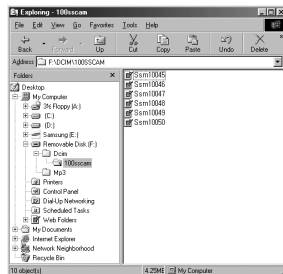 Exploring - 100sscam
File Edit View Go Favorites Tools Help
Back Forward Up Cut Copy Paste Undo Delete
Address F:\DCIM\100SSCAM
Folders
Desktop
My Computer
3½ Floppy (A:)
(C:)
(D:)
Samsung (E:)
Removable Disk (F:)
Dcim
100sscam
Mp3
Printers
Control Panel
Dial-Up Networking
Scheduled Tasks
Web Folders
My Documents
Internet Explorer
Network Neighborhood
Recycle Bin
Ssm10045
Ssm10046
Ssm10047
Ssm10048
Ssm10049
Ssm10050
10 object(s) 4.25ME My Computer